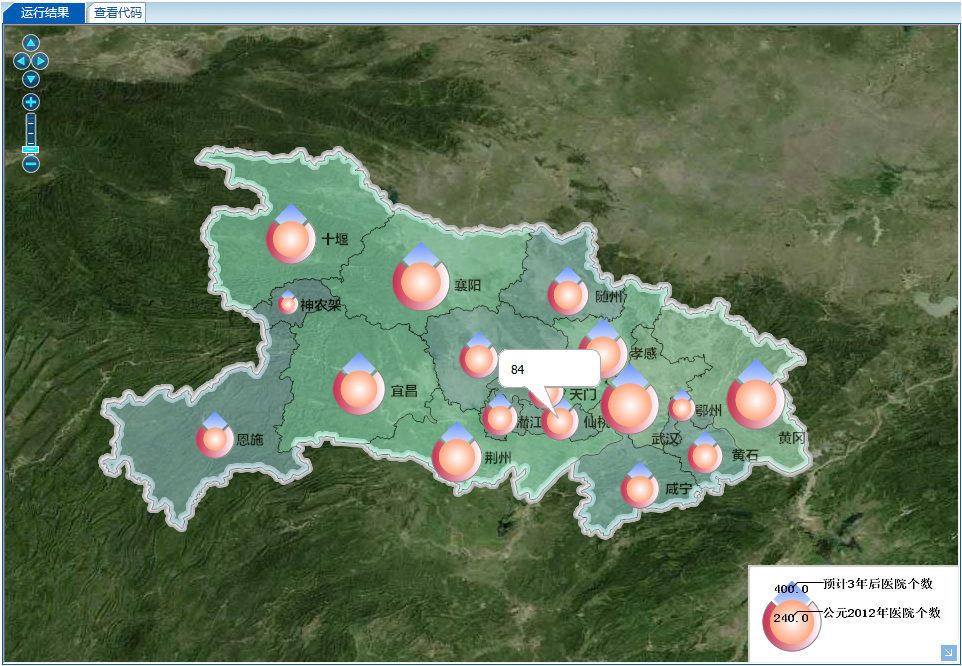 运行结果 查看代码
十堰
襄阳
随州
神农架
孝感
84
宜昌
天门
鄂州
潜江
仙桃
武汉
黄冈
恩施
荆州
黄石
咸宁
400.0 预计3年后医院个数
240.0 公元2012年医院个数